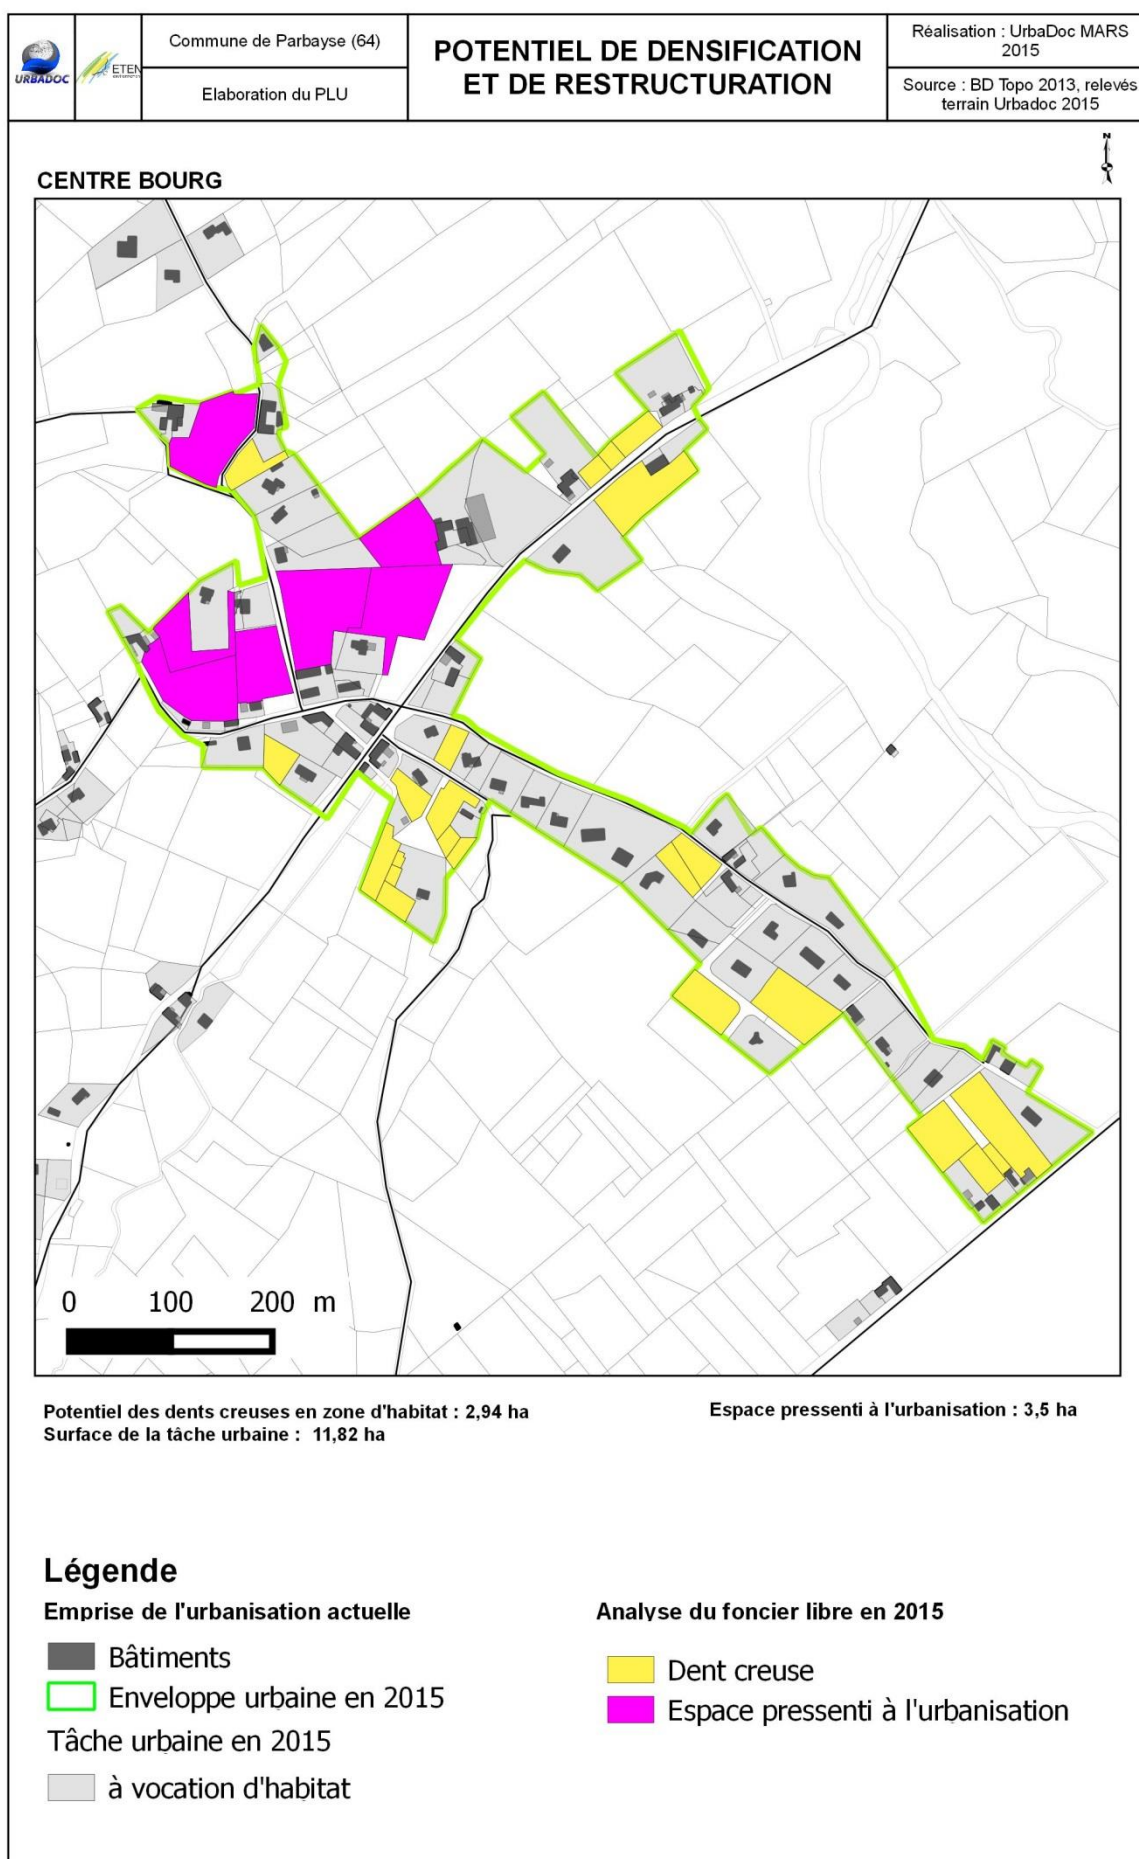 URBADOC
ETEN
Commune de Parbayse (64)
Elaboration du PLU
POTENTIEL DE DENSIFICATION
ET DE RESTRUCTURATION
Réalisation : UrbaDoc MARS
2015
Source : BD Topo 2013, relevés
terrain Urbadoc 2015
N
CENTRE BOURG
0 100 200 m
Potentiel des dents creuses en zone d'habitat : 2,94 ha
Surface de la tâche urbaine : 11,82 ha
Espace pressenti à l'urbanisation : 3,5 ha
Légende
Emprise de l'urbanisation actuelle
Bâtiments
Enveloppe urbaine en 2015
Tâche urbaine en 2015
à vocation d'habitat
Analyse du foncier libre en 2015
Dent creuse
Espace pressenti à l'urbanisation